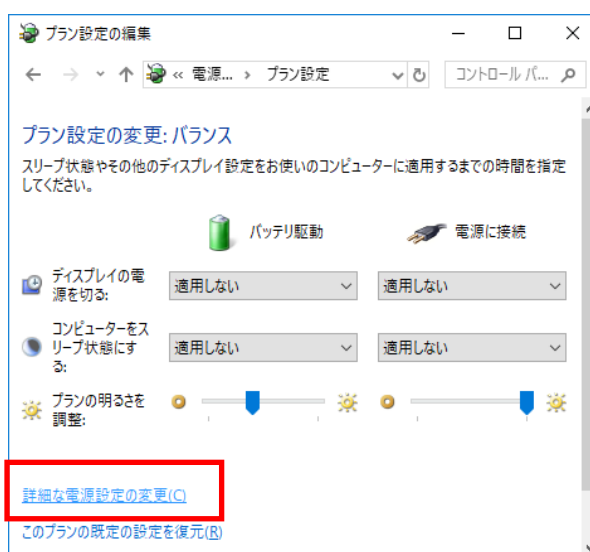 プラン設定の編集
« 電源... › プラン設定
コントロール パ...
プラン設定の変更: バランス
スリープ状態やその他のディスプレイ設定をお使いのコンピューターに適用するまでの時間を指定
してください。
バッテリ駆動
電源に接続
ディスプレイの電
源を切る:
適用しない
適用しない
コンピューターをス
リープ状態にす
る:
適用しない
適用しない
プランの明るさを
調整:
詳細な電源設定の変更(C)
このプランの既定の設定を復元(R)